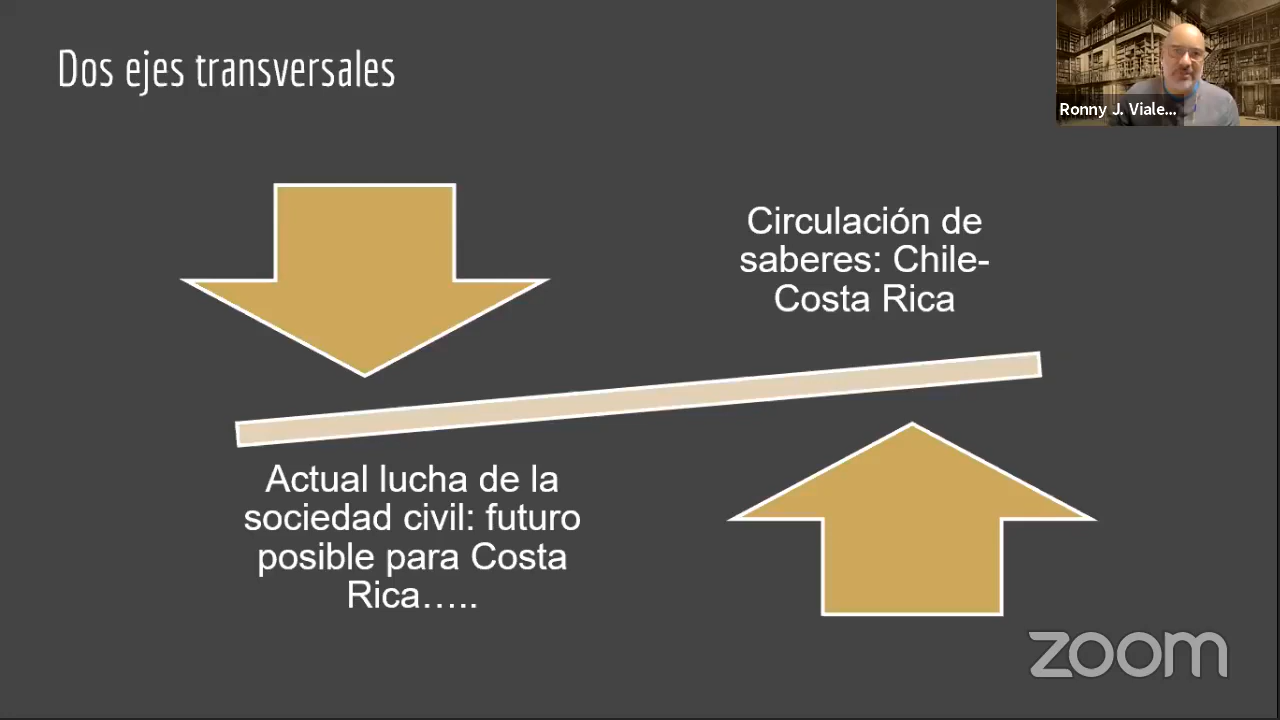 Dos ejes transversales
Ronny J. Viale...
Circulación de
saberes: Chile-
Costa Rica
Actual lucha de la
sociedad civil: futuro
posible para Costa
Rica…..
zoom